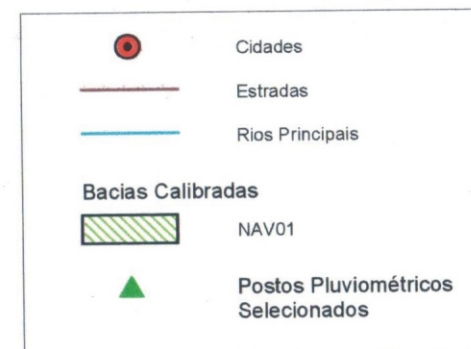 Cidades
Estradas
Rios Principais
Bacias Calibradas
NAV01
Postos Pluviométricos
Selecionados